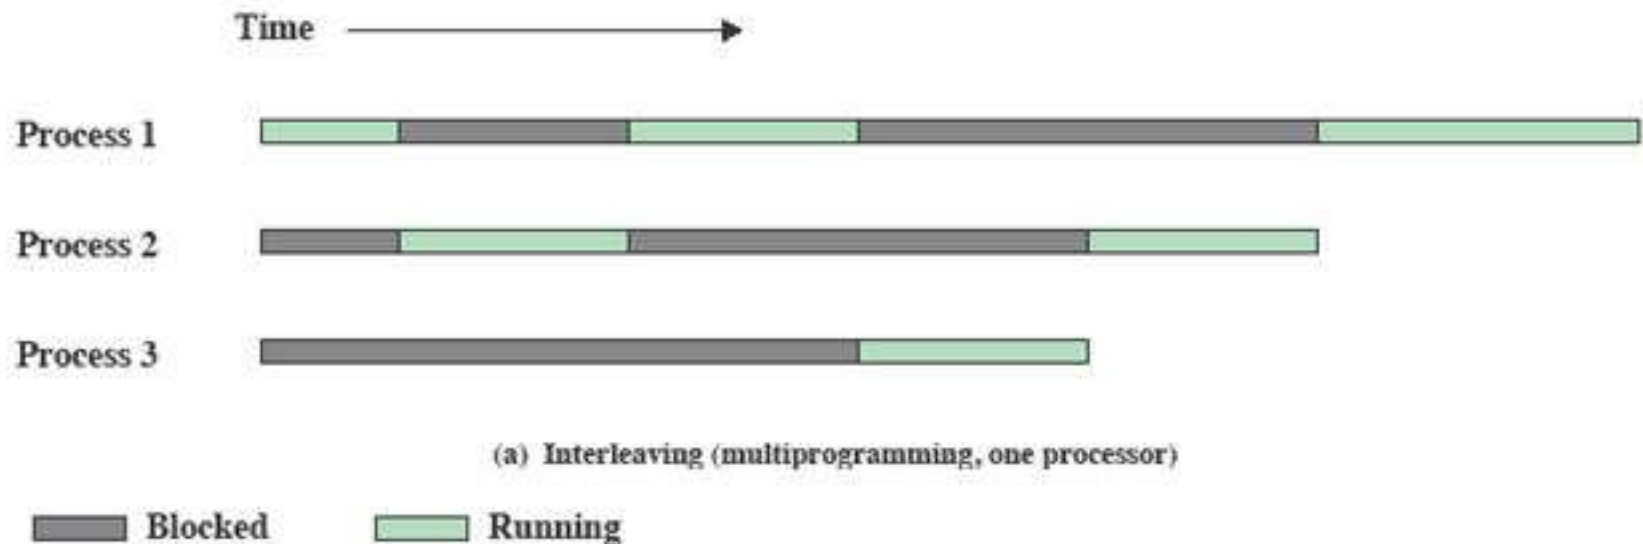 Time
Process 1
Process 2
Process 3
(a) Interleaving (multiprogramming, one processor)
Blocked Running